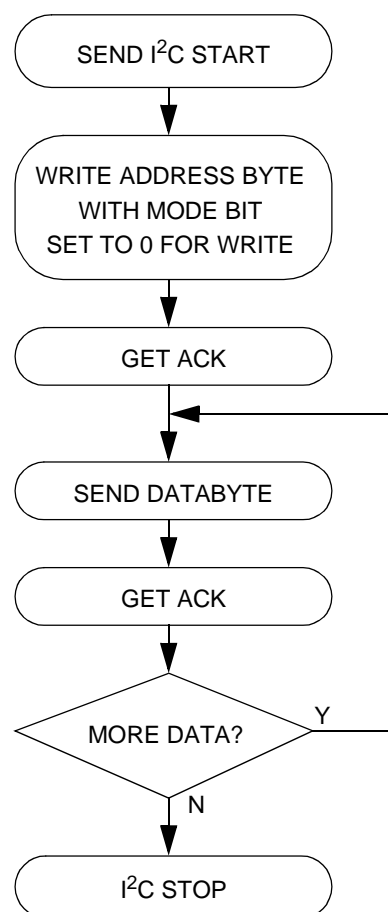 SEND I²C START
WRITE ADDRESS BYTE
WITH MODE BIT
SET TO 0 FOR WRITE
GET ACK
SEND DATABYTE
GET ACK
MORE DATA?
Y
N
I²C STOP